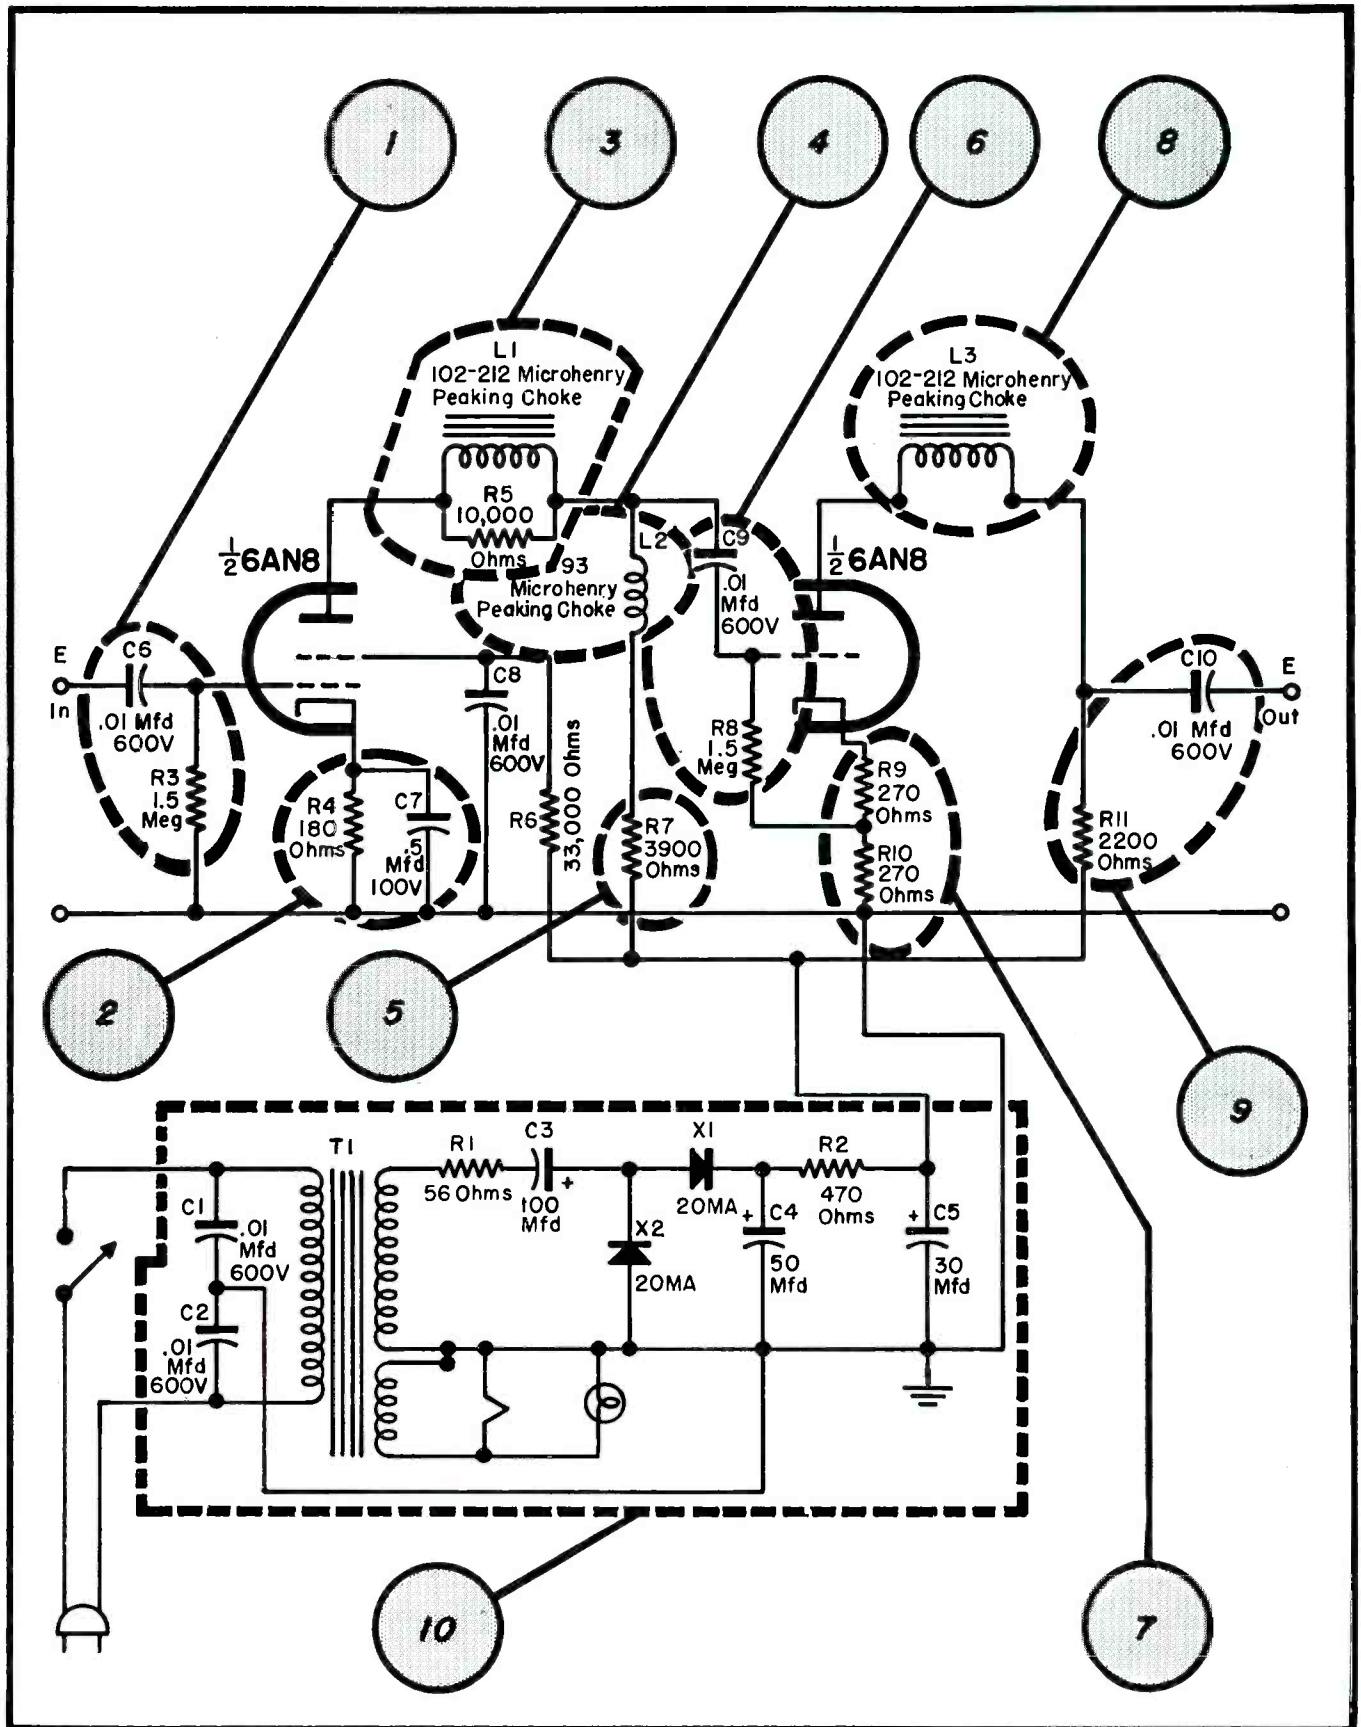 1
3
4
6
8
L1
102-212 Microhenry
Peaking Choke
L3
102-212 Microhenry
Peaking Choke
R5
10,000
Ohms
½6AN8
93
Microhenry
Peaking Choke
L2
C9
.01
Mfd
600V
½6AN8
E
In
C6
.01 Mfd
600V
C8
.01
Mfd
600V
C10
.01 Mfd
600V
E
Out
R3
1.5
Meg
R4
180
Ohms
C7
.5
Mfd
100V
R6
33,000 Ohms
R7
3900
Ohms
R8
1.5
Meg
R9
270
Ohms
R10
270
Ohms
R11
2200
Ohms
2
5
9
T1
R1
56 Ohms
C3
+
100
Mfd
X1
20MA
R2
470
Ohms
C1
.01
Mfd
600V
X2
20MA
+
C4
50
Mfd
+
C5
30
Mfd
C2
.01
Mfd
600V
10
7